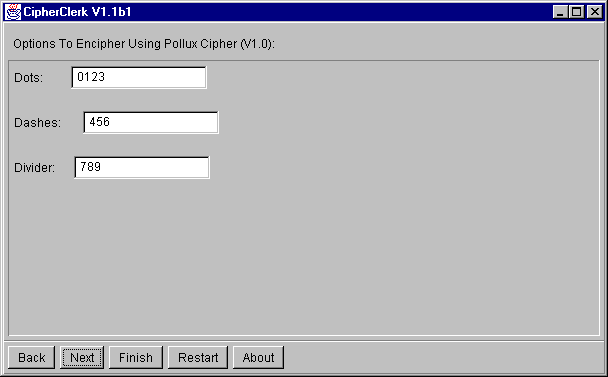 CipherClerk V1.1b1
Options To Encipher Using Pollux Cipher (V1.0):
Dots: 0123
Dashes: 456
Divider: 789
Back Next Finish Restart About